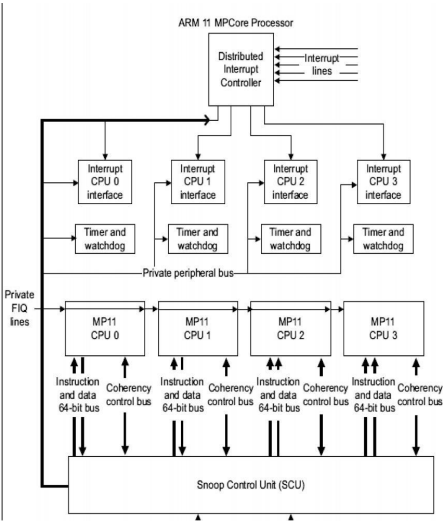 ARM 11 MPCore Processor
Distributed
Interrupt
Controller
Interrupt
lines
Interrupt
CPU 0
interface
Interrupt
CPU 1
interface
Interrupt
CPU 2
interface
Interrupt
CPU 3
interface
Timer and
watchdog
Timer and
watchdog
Timer and
watchdog
Timer and
watchdog
Private peripheral bus
Private
FIQ
lines
MP11
CPU 0
MP11
CPU 1
MP11
CPU 2
MP11
CPU 3
Instruction
and data
64-bit bus
Coherency
control bus
Instruction
and data
64-bit bus
Coherency
control bus
Instruction
and data
64-bit bus
Coherency
control bus
Instruction
and data
64-bit bus
Coherency
control bus
Snoop Control Unit (SCU)